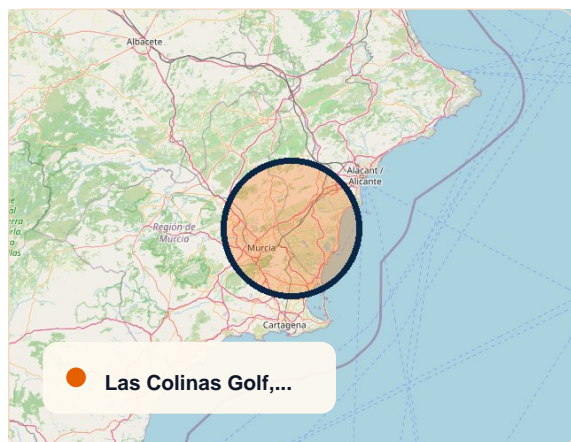 Albacete
Alacant /
Alicante
Región de
Murcia
Murcia
Cartagena
Las Colinas Golf,...